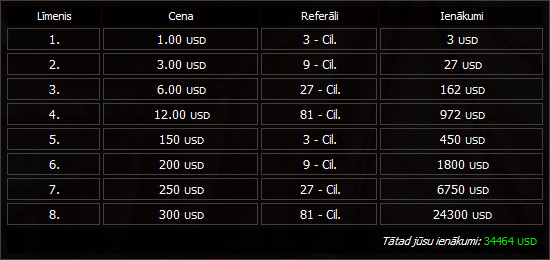 Līmenis Cena Referāli Ienākumi
1. 1.00 USD 3 - Cil. 3 USD
2. 3.00 USD 9 - Cil. 27 USD
3. 6.00 USD 27 - Cil. 162 USD
4. 12.00 USD 81 - Cil. 972 USD
5. 150 USD 3 - Cil. 450 USD
6. 200 USD 9 - Cil. 1800 USD
7. 250 USD 27 - Cil. 6750 USD
8. 300 USD 81 - Cil. 24300 USD
Tātad jūsu ienākumi: 34464 USD